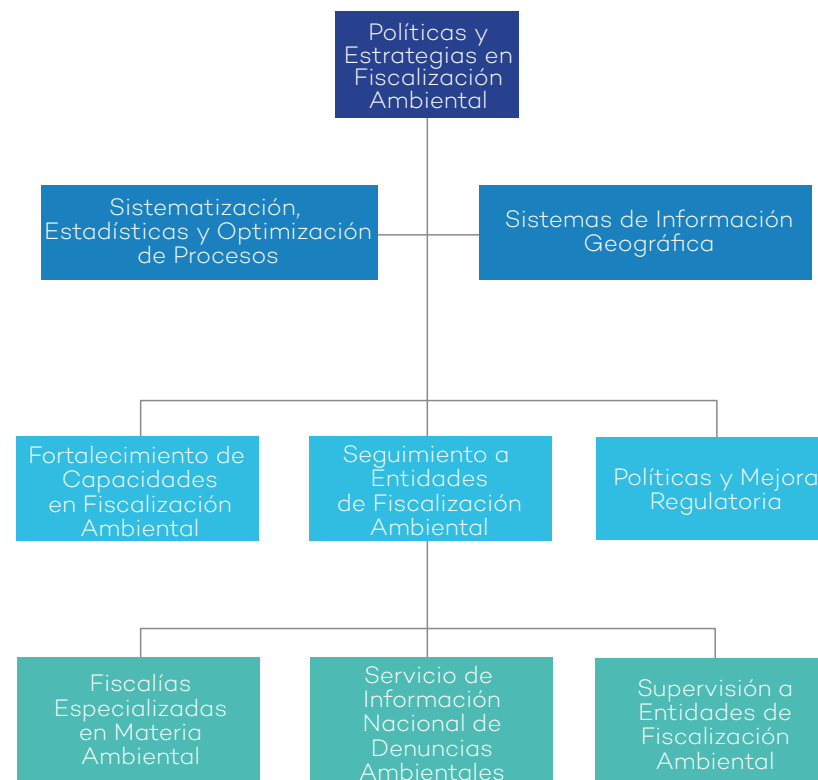 Políticas y
Estrategias en
Fiscalización
Ambiental
Sistematización,
Estadísticas y Optimización
de Procesos
Sistemas de Información
Geográfica
Fortalecimiento de
Capacidades
en Fiscalización
Ambiental
Seguimiento a
Entidades
de Fiscalización
Ambiental
Políticas y Mejora
Regulatoria
Fiscalías
Especializadas
en Materia
Ambiental
Servicio de
Información
Nacional de
Denuncias
Ambientales
Supervisión a
Entidades de
Fiscalización
Ambiental